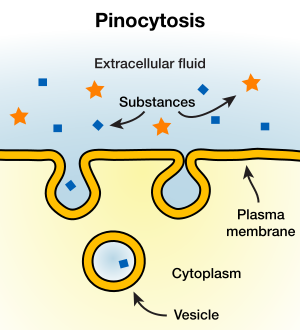 Pinocytosis
Extracellular fluid
Substances
Plasma
membrane
Cytoplasm
Vesicle